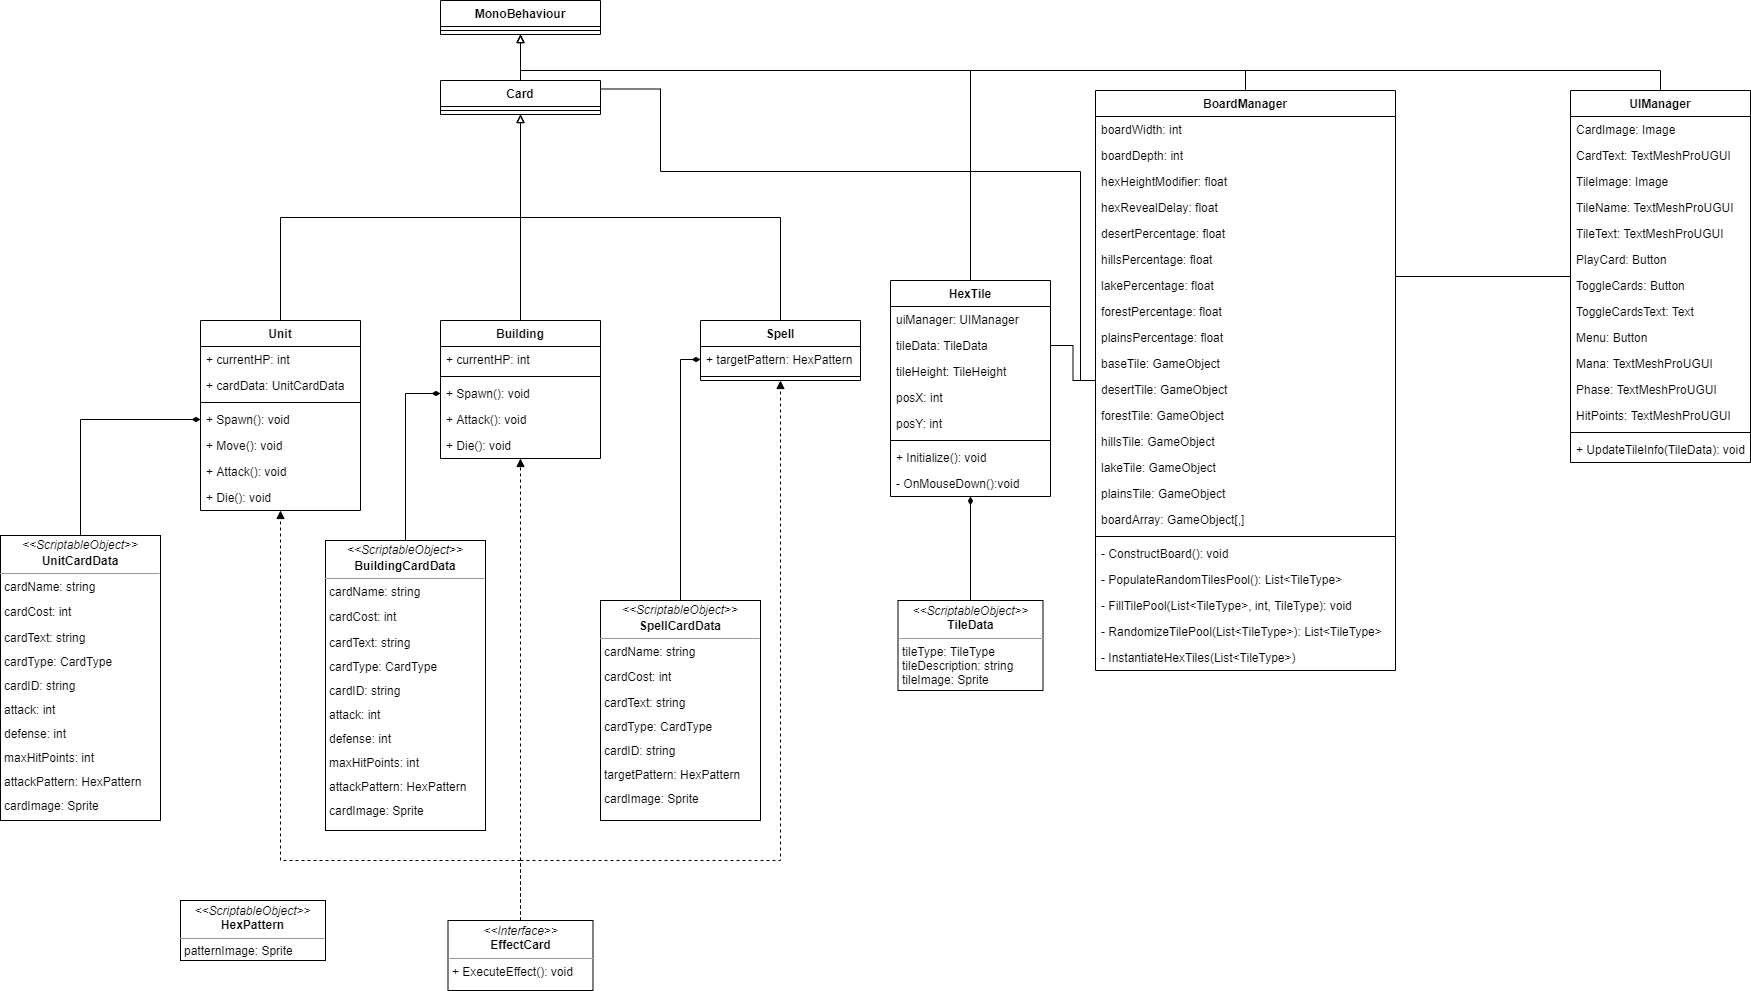 MonoBehaviour
Card
Unit
+ currentHP: int
+ cardData: UnitCardData
+ Spawn(): void
+ Move(): void
+ Attack(): void
+ Die(): void
Building
+ currentHP: int
+ Spawn(): void
+ Attack(): void
+ Die(): void
Spell
+ targetPattern: HexPattern
HexTile
uiManager: UIManager
tileData: TileData
tileHeight: TileHeight
posX: int
posY: int
+ Initialize(): void
- OnMouseDown():void
BoardManager
boardWidth: int
boardDepth: int
hexHeightModifier: float
hexRevealDelay: float
desertPercentage: float
hillsPercentage: float
lakePercentage: float
forestPercentage: float
plainsPercentage: float
baseTile: GameObject
desertTile: GameObject
forestTile: GameObject
hillsTile: GameObject
lakeTile: GameObject
plainsTile: GameObject
boardArray: GameObject[,]
- ConstructBoard(): void
- PopulateRandomTilesPool(): List<TileType>
- FillTilePool(List<TileType>, int, TileType): void
- RandomizeTilePool(List<TileType>): List<TileType>
- InstantiateHexTiles(List<TileType>)
UIManager
CardImage: Image
CardText: TextMeshProUGUI
TileImage: Image
TileName: TextMeshProUGUI
TileText: TextMeshProUGUI
PlayCard: Button
ToggleCards: Button
ToggleCardsText: Text
Menu: Button
Mana: TextMeshProUGUI
Phase: TextMeshProUGUI
HitPoints: TextMeshProUGUI
+ UpdateTileInfo(TileData): void
<<ScriptableObject>>
UnitCardData
cardName: string
cardCost: int
cardText: string
cardType: CardType
cardID: string
attack: int
defense: int
maxHitPoints: int
attackPattern: HexPattern
cardImage: Sprite
<<ScriptableObject>>
BuildingCardData
cardName: string
cardCost: int
cardText: string
cardType: CardType
cardID: string
attack: int
defense: int
maxHitPoints: int
attackPattern: HexPattern
cardImage: Sprite
<<ScriptableObject>>
SpellCardData
cardName: string
cardCost: int
cardText: string
cardType: CardType
cardID: string
targetPattern: HexPattern
cardImage: Sprite
<<ScriptableObject>>
TileData
tileType: TileType
tileDescription: string
tileImage: Sprite
<<ScriptableObject>>
HexPattern
patternImage: Sprite
<<Interface>>
EffectCard
+ ExecuteEffect(): void